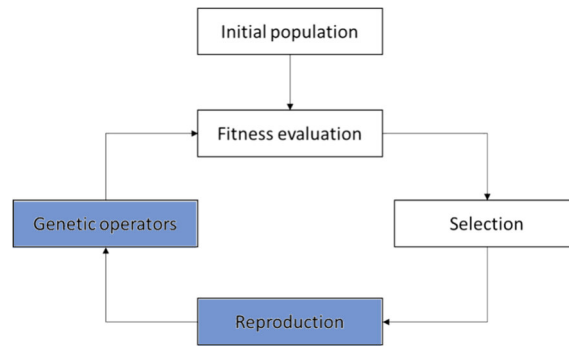 Initial population
Fitness evaluation
Genetic operators
Selection
Reproduction